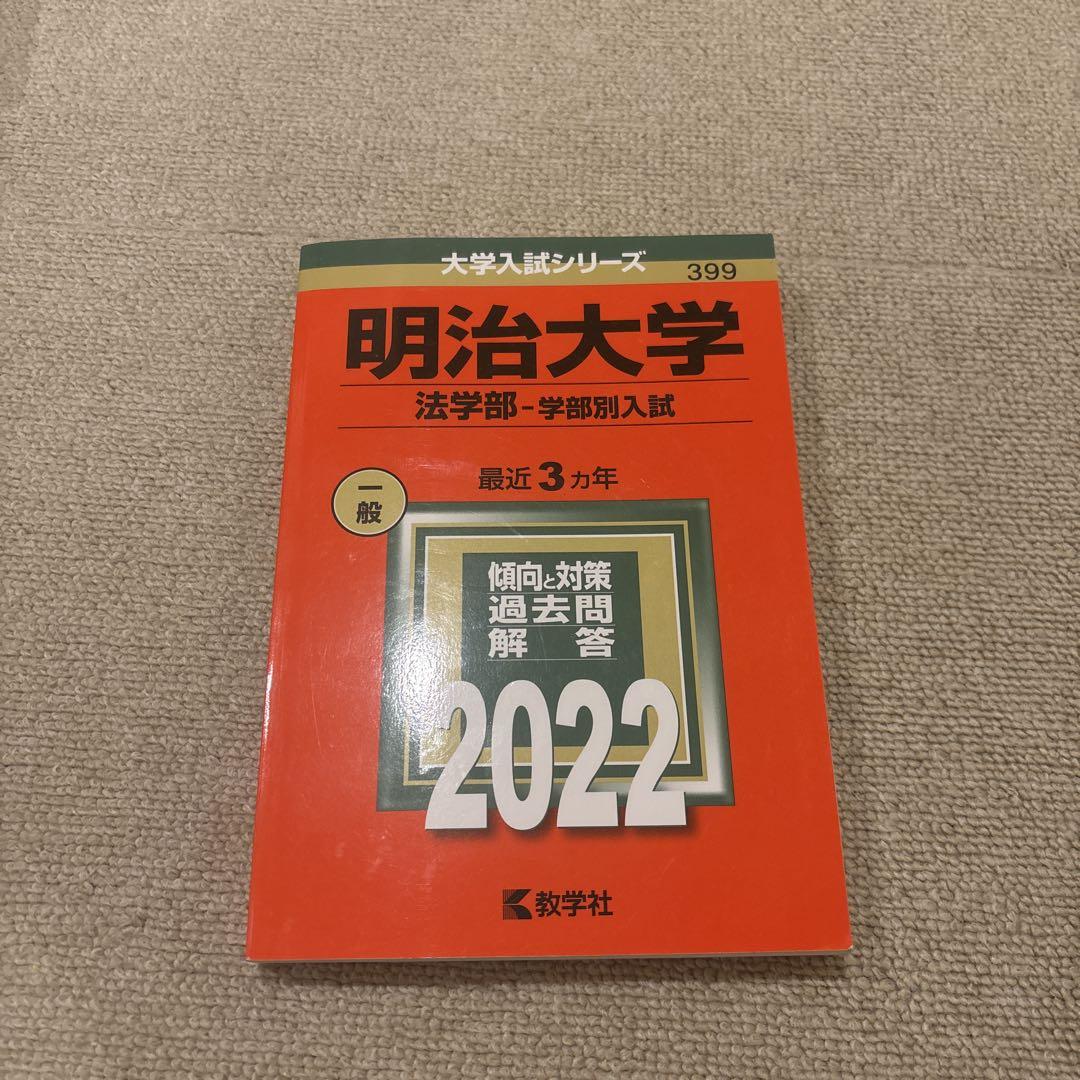 大学入試シリーズ
399
明治大学
法学部-学部別入試
最近3カ年
一般
傾向と対策
過去問
解答
2022
教学社